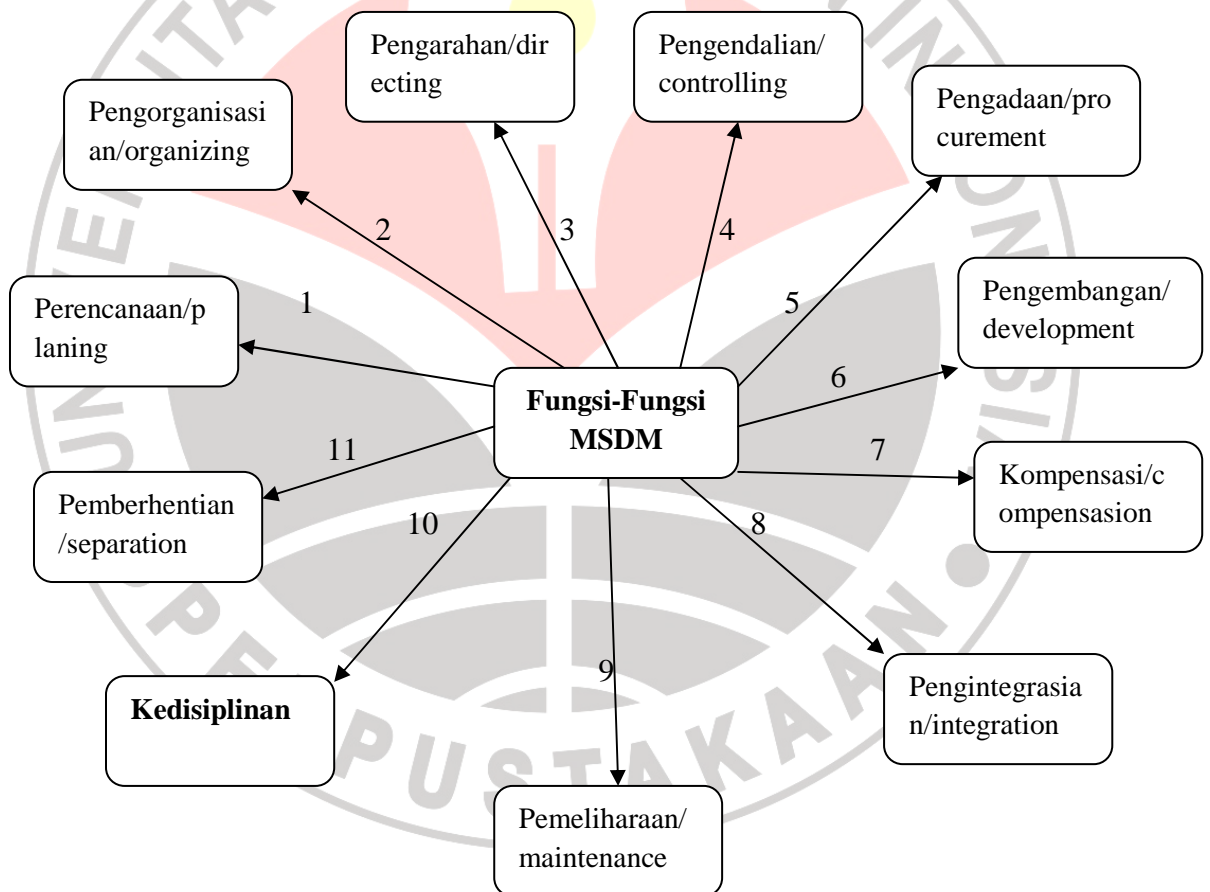 Pengarahan/dir
ecting
Pengendalian/
controlling
Pengorganisasi
an/organizing
Pengadaan/pro
curement
2
3
4
Perencanaan/p
laning
1
5
Pengembangan/
development
6
Fungsi-Fungsi
MSDM
11
7
Pemberhentian
/separation
Kompensasi/c
ompensasion
10
8
9
Kedisiplinan
Pengintegrasia
n/integration
Pemeliharaan/
maintenance
PUSTAKAAN